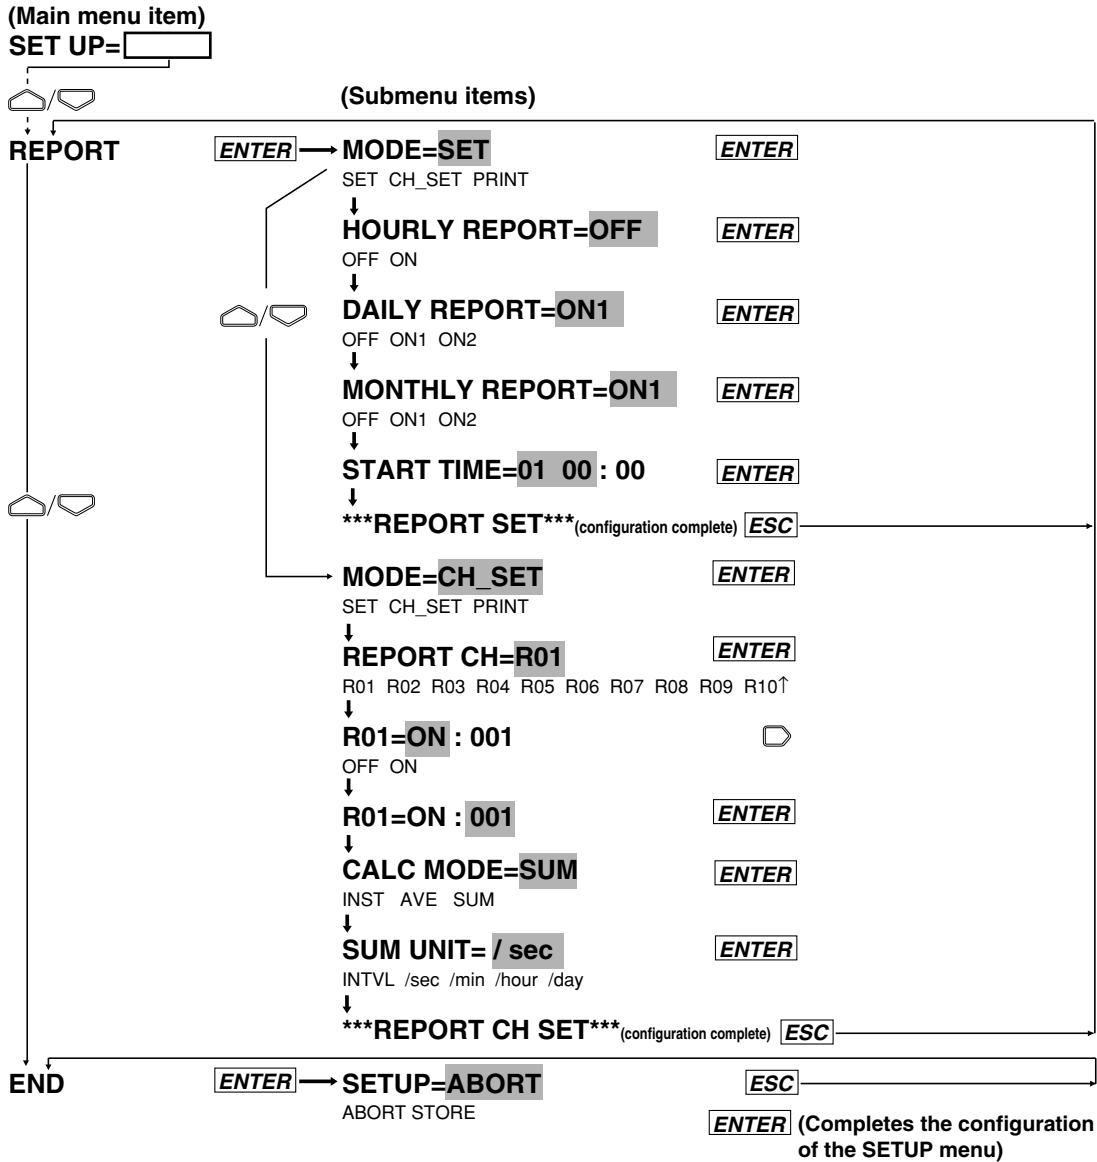 (Main menu item)
SET UP=
/
(Submenu items)
REPORT ENTER MODE=SET ENTER
SET CH_SET PRINT
HOURLY REPORT=OFF ENTER
OFF ON
/
DAILY REPORT=ON1 ENTER
OFF ON1 ON2
MONTHLY REPORT=ON1 ENTER
OFF ON1 ON2
START TIME=01 00 : 00 ENTER
/
***REPORT SET***(configuration complete) ESC
MODE=CH_SET ENTER
SET CH_SET PRINT
REPORT CH=R01 ENTER
R01 R02 R03 R04 R05 R06 R07 R08 R09 R10↑
R01=ON : 001
OFF ON
R01=ON : 001 ENTER
CALC MODE=SUM ENTER
INST AVE SUM
SUM UNIT= / sec ENTER
INTVL /sec /min /hour /day
***REPORT CH SET***(configuration complete) ESC
END ENTER SETUP=ABORT ESC
ABORT STORE
ENTER (Completes the configuration
of the SETUP menu)